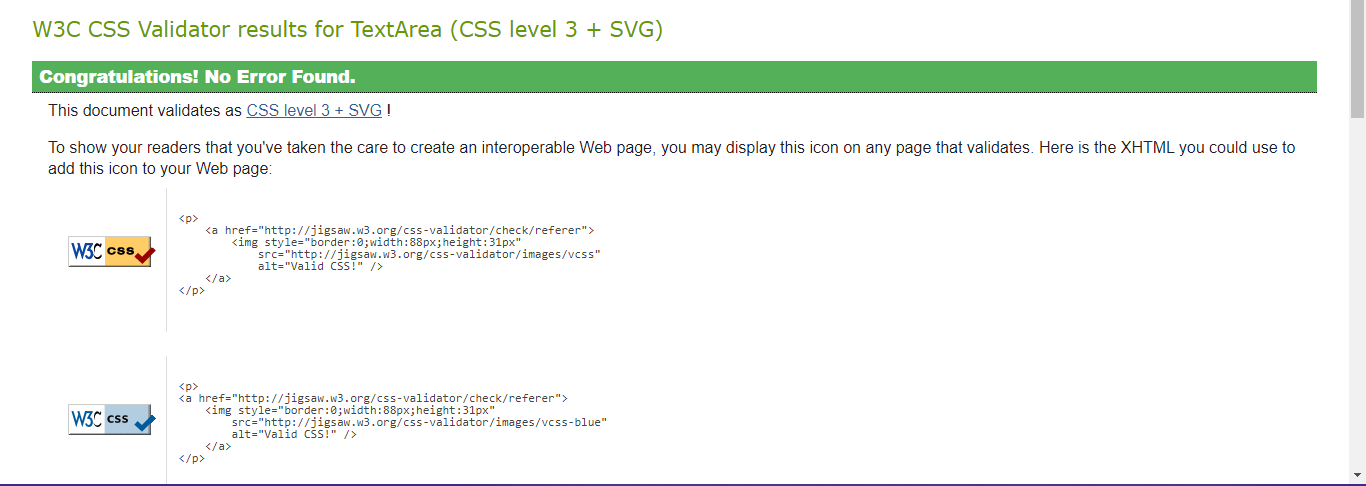 W3C CSS Validator results for TextArea (CSS level 3 + SVG)
Congratulations! No Error Found.
This document validates as CSS level 3 + SVG !
To show your readers that you've taken the care to create an interoperable Web page, you may display this icon on any page that validates. Here is the XHTML you could use to
add this icon to your Web page:
<p>
    <a href="http://jigsaw.w3.org/css-validator/check/referer">
        <img style="border:0;width:88px;height:31px"
            src="http://jigsaw.w3.org/css-validator/images/vcss"
            alt="Valid CSS!" />
    </a>
</p>
W3C css
<p>
<a href="http://jigsaw.w3.org/css-validator/check/referer">
    <img style="border:0;width:88px;height:31px"
        src="http://jigsaw.w3.org/css-validator/images/vcss-blue"
        alt="Valid CSS!" />
    </a>
</p>
W3C css